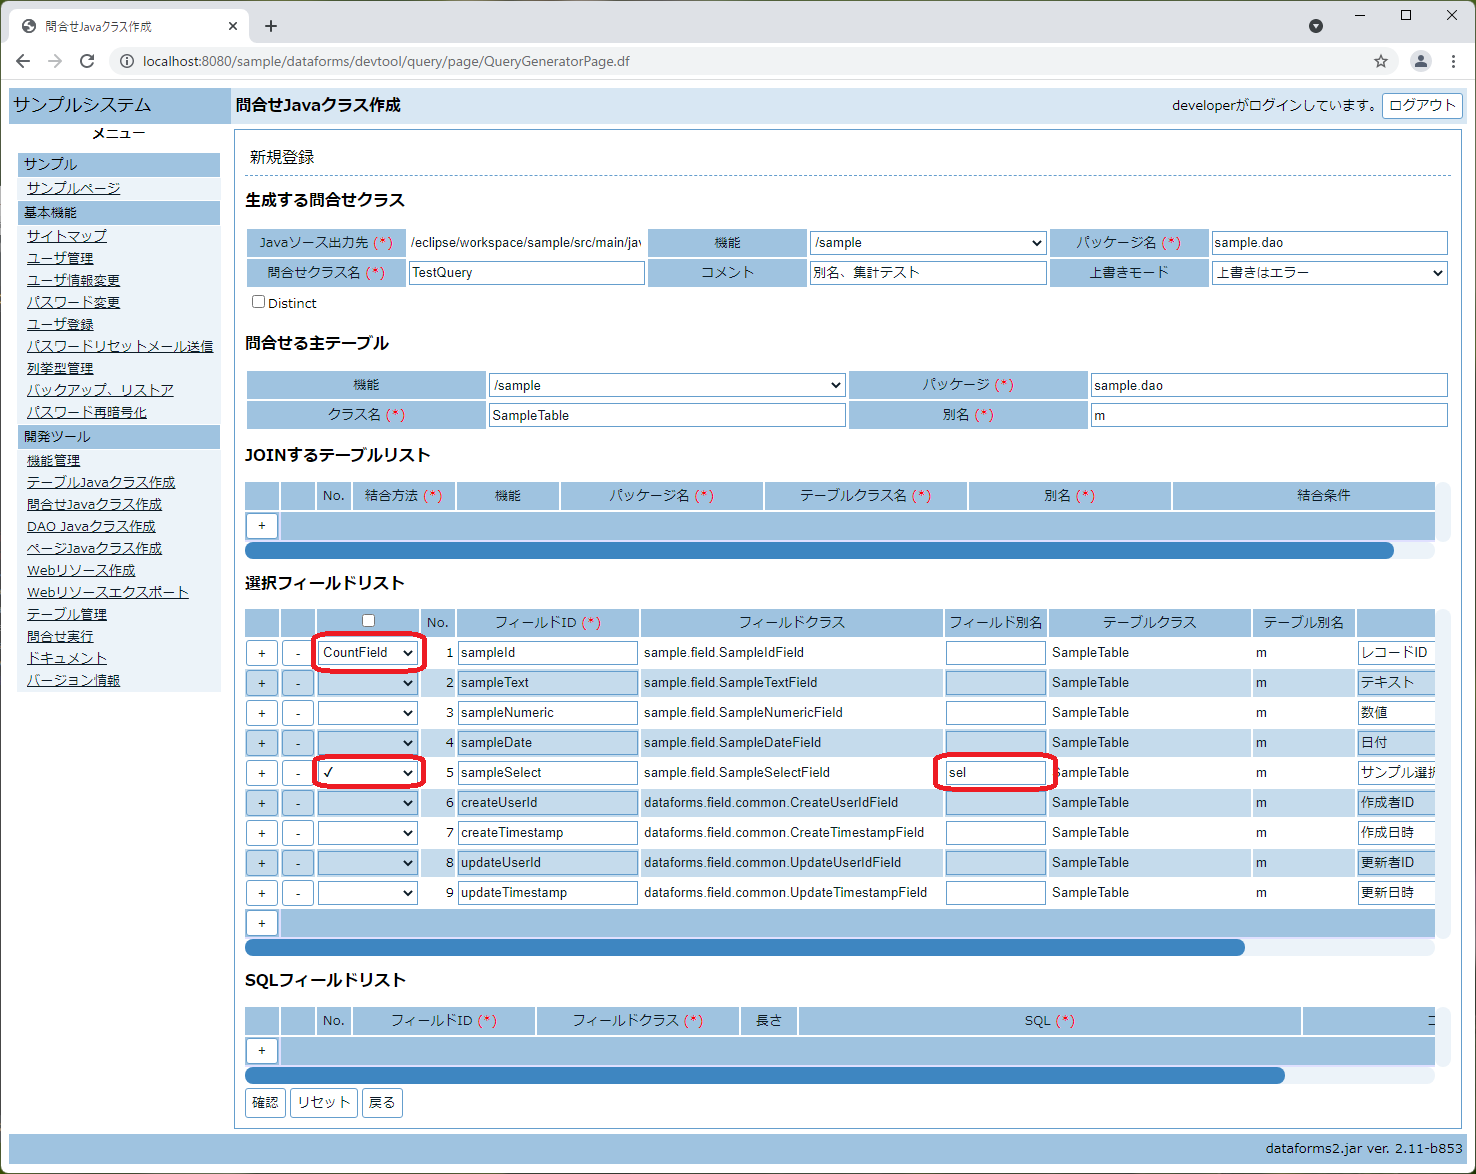 問合せJavaクラス作成
localhost:8080/sample/dataforms/devtool/query/page/QueryGeneratorPage.df
サンプルシステム
問合せJavaクラス作成
developerがログインしています。 ログアウト
メニュー
サンプル
サンプルページ
基本機能
サイトマップ
ユーザ管理
ユーザ情報変更
パスワード変更
ユーザ登録
パスワードリセットメール送信
列挙型管理
バックアップ、リストア
パスワード再暗号化
開発ツール
機能管理
テーブルJavaクラス作成
問合せJavaクラス作成
DAO Javaクラス作成
ページJavaクラス作成
Webリソース作成
Webリソースエクスポート
テーブル管理
問合せ実行
ドキュメント
バージョン情報
新規登録
生成する問合せクラス
Javaソース出力先 (*) /eclipse/workspace/sample/src/main/jav 機能 /sample パッケージ名 (*) sample.dao
問合せクラス名 (*) TestQuery コメント 別名、集計テスト 上書きモード 上書きはエラー
Distinct
問合せる主テーブル
機能 /sample パッケージ (*) sample.dao
クラス名 (*) SampleTable 別名 (*) m
JOINするテーブルリスト
No. 結合方法 (*) 機能 パッケージ名 (*) テーブルクラス名 (*) 別名 (*) 結合条件
+
選択フィールドリスト
No. フィールドID (*) フィールドクラス フィールド別名 テーブルクラス テーブル別名
+ - CountField 1 sampleId sample.field.SampleIdField SampleTable m レコードID
+ - 2 sampleText sample.field.SampleTextField SampleTable m テキスト
+ - 3 sampleNumeric sample.field.SampleNumericField SampleTable m 数値
+ - 4 sampleDate sample.field.SampleDateField SampleTable m 日付
+ - ✓ 5 sampleSelect sample.field.SampleSelectField sel SampleTable m サンプル選択
+ - 6 createUserId dataforms.field.common.CreateUserIdField SampleTable m 作成者ID
+ - 7 createTimestamp dataforms.field.common.CreateTimestampField SampleTable m 作成日時
+ - 8 updateUserId dataforms.field.common.UpdateUserIdField SampleTable m 更新者ID
+ - 9 updateTimestamp dataforms.field.common.UpdateTimestampField SampleTable m 更新日時
+
SQLフィールドリスト
No. フィールドID (*) フィールドクラス (*) 長さ SQL (*) コ
+
確認 リセット 戻る
dataforms2.jar ver. 2.11-b853